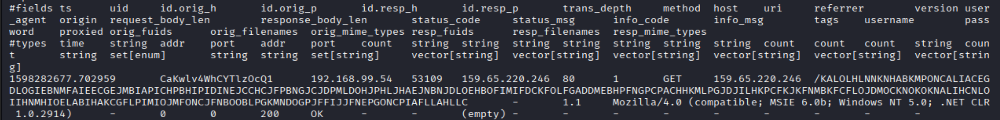 #fields ts uid id.orig_h id.orig_p id.resp_h id.resp_p trans_depth method host uri referrer version user
_agent origin request_body_len response_body_len status_code status_msg info_code info_msg tags username pass
word proxied orig_fuids orig_filenames orig_mime_types resp_fuids resp_filenames resp_mime_types
#types time string addr port addr port count string string string string string string string count count count string coun
t string set[enum] string string set[string] vector[string] vector[string] vector[string] vector[string] vector[string] vector[strin
g]
1598282677.702959 CaKwlv4WhCYTlzOcQ1 192.168.99.54 53109 159.65.220.246 80 1 GET 159.65.220.246 /KALOLHLNNKNHABKMPONCALIACEG
DLOGIEBNMFAIEECGEJMBIAPICHPBHIPIDINEJCCHCJFPBNGJCJDPMLDOHJPHLJHAEJNBNJDLOEHBOFIMIFDCKFOLFGADDMEBHPFNGPCPACHHKMLPGJDJILHKPCFKJKFNMBKFCFLOJDMOCKNOKOKNALIHCNLO
IIHNMHIOELABIHAKCGFLPIMIOJMFONCJFNBOOBLPGKMNDOGPJFFIJJFNEPGONCPIAFLLAHLLC - 1.1 Mozilla/4.0 (compatible; MSIE 6.0b; Windows NT 5.0; .NET CLR
1.0.2914) - 0 0 200 OK - - (empty) - - - - - - - - -